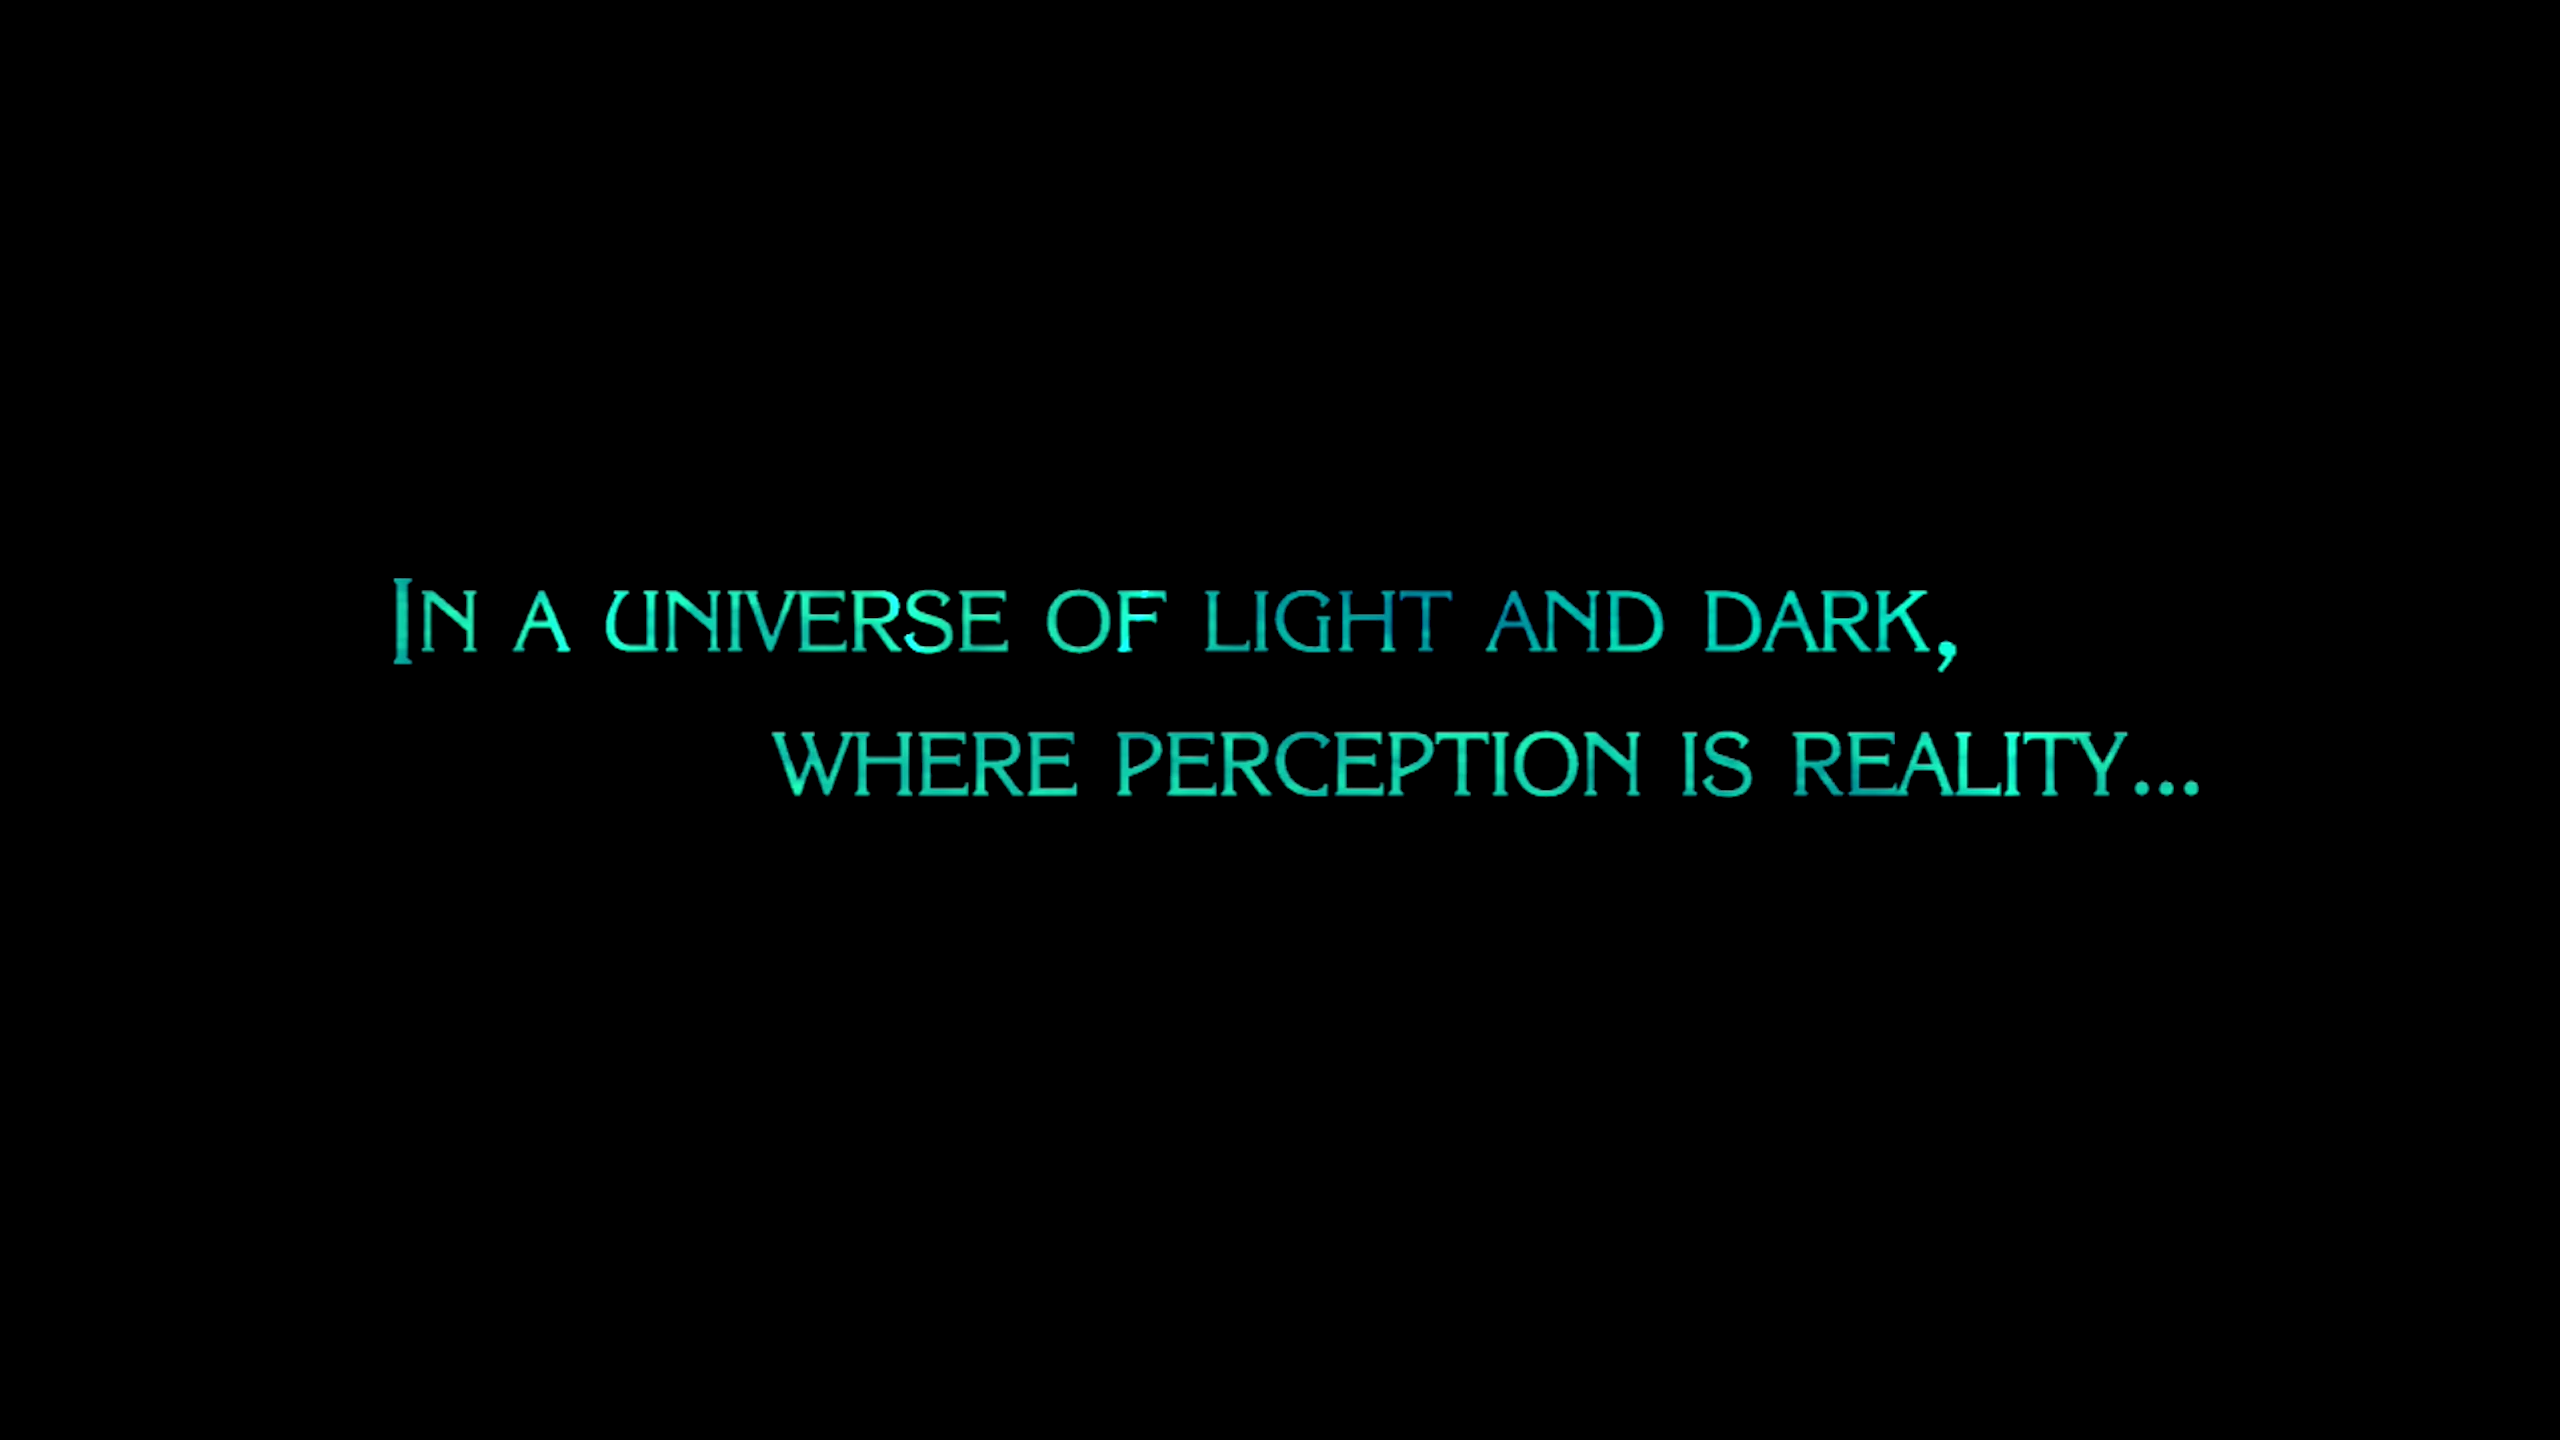 In a universe of light and dark,
where perception is reality...